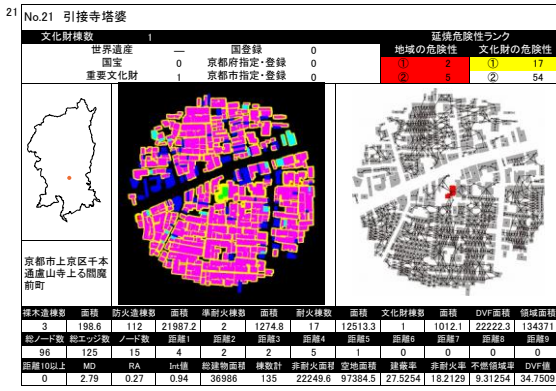 21
No.21 引接寺塔婆
文化財棟数 1 延焼危険性ランク
世界遺産 — 国登録 0 地域の危険性 文化財の危険性
国宝 0 京都府指定・登録 0 ① 2 ① 17
重要文化財 1 京都市指定・登録 0 ② 5 ② 54
京都市上京区千本
通盧山寺上る閻魔
前町
裸木造棟数 面積 防火造棟数 面積 準耐火棟数 面積 耐火棟数 面積 文化財棟数 面積 DVF面積 領域面積
3 198.6 112 21987.2 2 1274.8 17 12513.3 1 1012.1 22222.3 134371
総ノード数 総エッジ数 ノード数 距離1 距離2 距離3 距離4 距離5 距離6 距離7 距離8 距離9
96 125 15 4 2 2 5 1 0 0 0 0
距離10以上 MD RA Int値 総建物面積 棟数計 非耐火面積 空地面積 建蔽率 非耐火率 不燃領域率 DVF値
0 2.79 0.27 0.94 36986 135 22249.6 97384.5 27.5254 18.2129 9.31254 34.7509